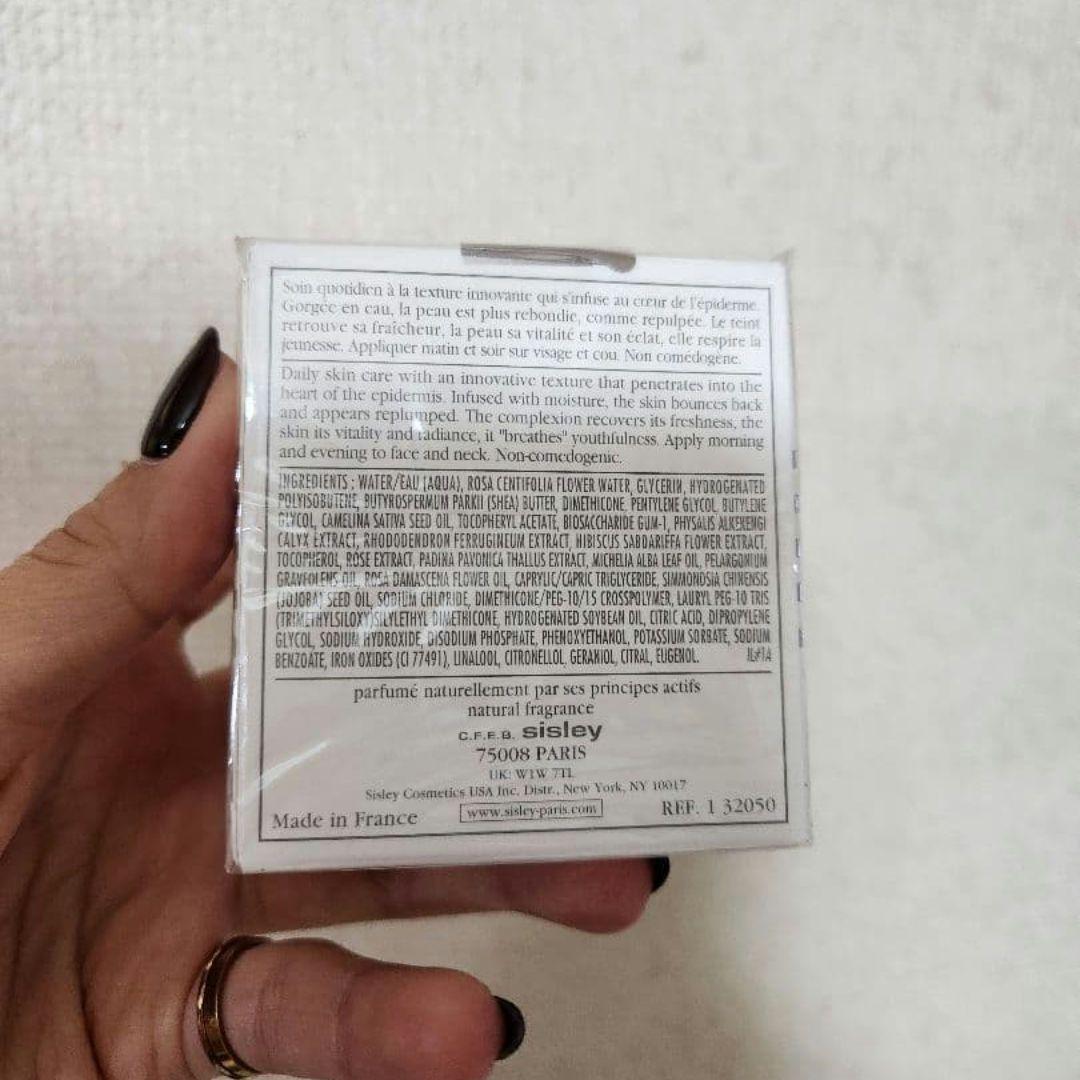 Soin quotidien à la texture innovante qui s'infuse au cœur de l'épiderme.
Gorgée en eau, la peau est plus rebondie, comme repulpée. Le teint
retrouve sa fraîcheur, la peau sa vitalité et son éclat, elle respire la
jeunesse. Appliquer matin et soir sur visage et cou. Non comédogène.
Daily skin care with an innovative texture that penetrates into the
heart of the epidermis. Infused with moisture, the skin bounces back
and appears replumped. The complexion recovers its freshness, the
skin its vitality and radiance, it "breathes" youthfulness. Apply morning
and evening to face and neck. Non-comedogenic.
INGREDIENTS : WATER/EAU (AQUA), ROSA CENTIFOLIA FLOWER WATER, GLYCERIN, HYDROGENATED
POLYISOBUTENE, BUTYROSPERMUM PARKII (SHEA) BUTTER, DIMETHICONE, PENTYLENE GLYCOL, BUTYLENE
GLYCOL, CAMELINA SATIVA SEED OIL, TOCOPHERYL ACETATE, BIOSACCHARIDE GUM-1, PHYSALIS ALKEKENGI
CALYX EXTRACT, RHODODENDRON FERRUGINEUM EXTRACT, HIBISCUS SABDARIFFA FLOWER EXTRACT,
TOCOPHEROL, ROSE EXTRACT, PADINA PAVONICA THALLUS EXTRACT, MICHELIA ALBA LEAF OIL, PELARGONIUM
GRAVEOLENS OIL, ROSA DAMASCENA FLOWER OIL, CAPRYLIC/CAPRIC TRIGLYCERIDE, SIMMONDSIA CHINENSIS
(JOJOBA) SEED OIL, SODIUM CHLORIDE, DIMETHICONE/PEG-10/15 CROSSPOLYMER, LAURYL PEG-10 TRIS
(TRIMETHYLSILOXY)SILYLETHYL DIMETHICONE, HYDROGENATED SOYBEAN OIL, CITRIC ACID, DIPROPYLENE
GLYCOL, SODIUM HYDROXIDE, DISODIUM PHOSPHATE, PHENOXYETHANOL, POTASSIUM SORBATE, SODIUM
BENZOATE, IRON OXIDES (CI 77491), LINALOOL, CITRONELLOL, GERANIOL, CITRAL, EUGENOL.
parfumé naturellement par ses principes actifs
natural fragrance
C.F.E.B. sisley
75008 PARIS
UK: W1W 7TL
Sisley Cosmetics USA Inc. Distr., New York, NY 10017
Made in France www.sisley-paris.com REF. 1 32050